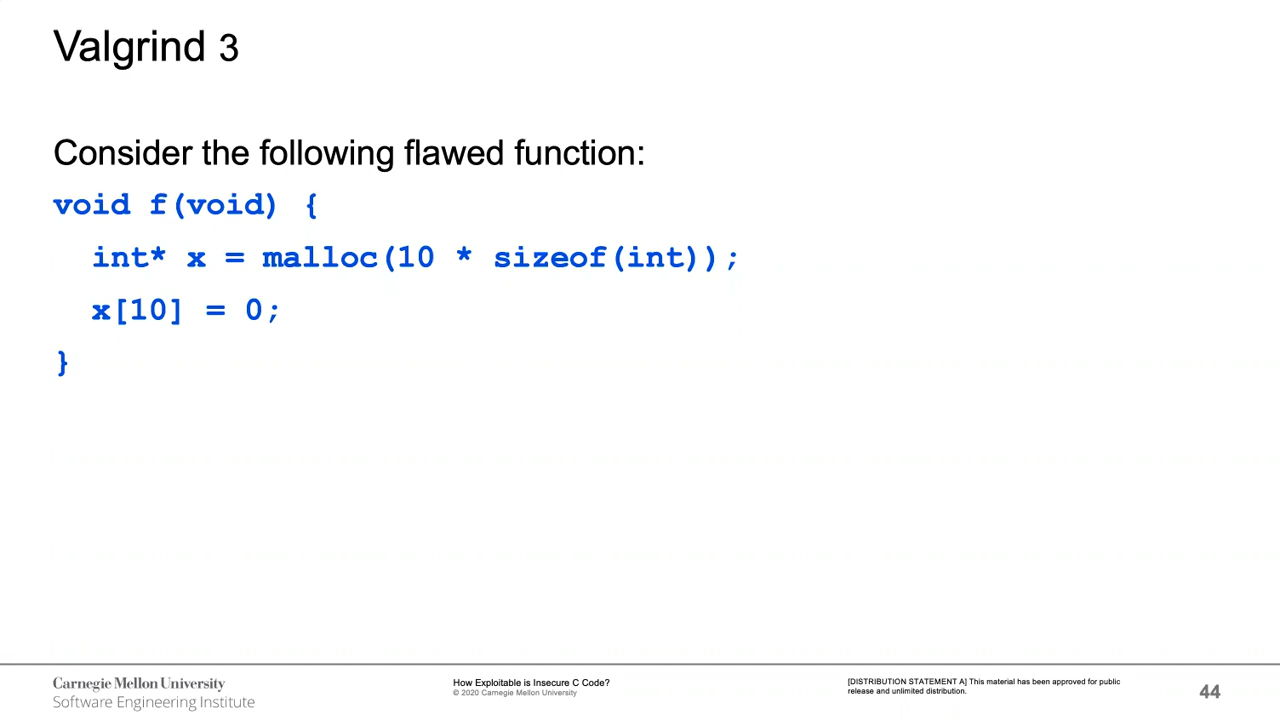 Valgrind 3
Consider the following flawed function:
void f(void) {
  int* x = malloc(10 * sizeof(int));
  x[10] = 0;
}
Carnegie Mellon University
Software Engineering Institute
How Exploitable is Insecure C Code?
© 2020 Carnegie Mellon University
[DISTRIBUTION STATEMENT A] This material has been approved for public
release and unlimited distribution.
44